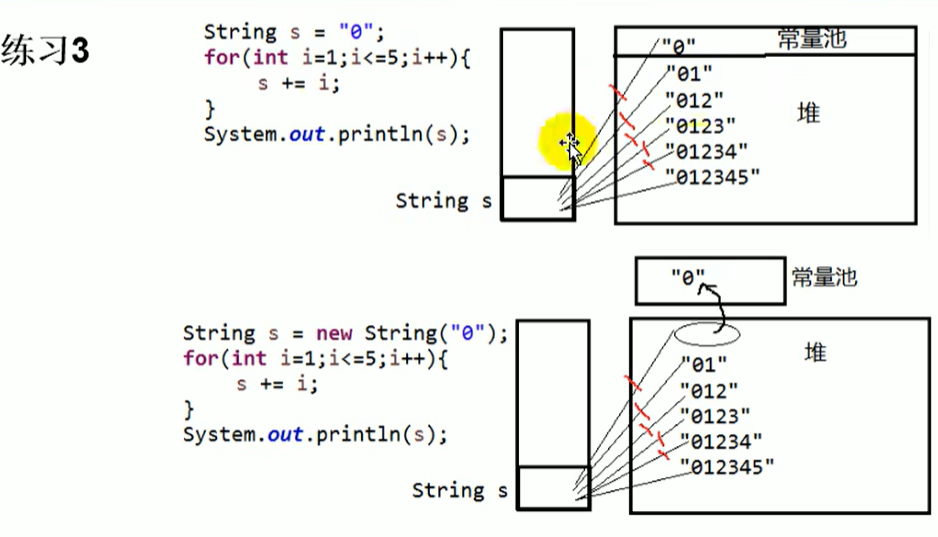 练习3
String s = "0";
for(int i=1;i<=5;i++){
s += i;
}
System.out.println(s);
String s
常量池
"0"
"01"
"012"
"0123"
"01234"
"012345"
堆
String s = new String("0");
for(int i=1;i<=5;i++){
s += i;
}
System.out.println(s);
String s
"0"
常量池
堆
"01"
"012"
"0123"
"01234"
"012345"